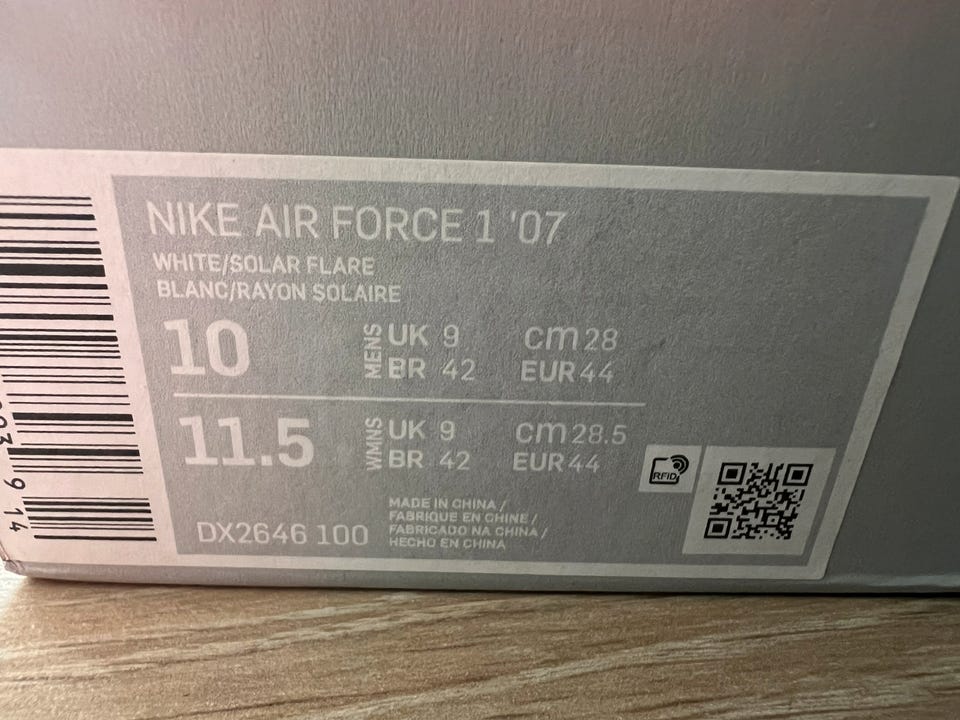 NIKE AIR FORCE 1 '07
WHITE/SOLAR FLARE
BLANC/RAYON SOLAIRE
10 MENS UK 9 cm 28
BR 42 EUR 44
11.5 WMNS UK 9 cm 28.5
BR 42 EUR 44
RFID
DX2646 100
MADE IN CHINA /
FABRIQUE EN CHINE /
FABRICADO NA CHINA /
HECHO EN CHINA
9 14